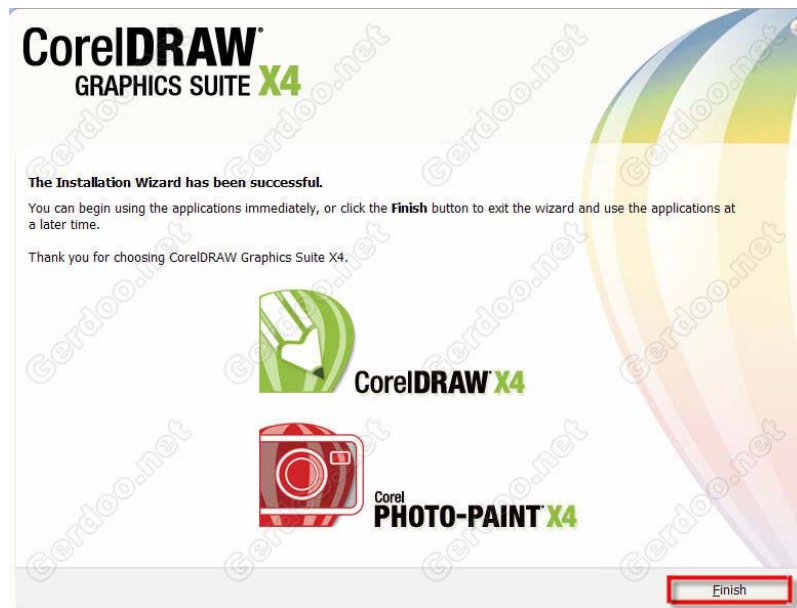 CorelDRAW®
GRAPHICS SUITE X4
The Installation Wizard has been successful.
You can begin using the applications immediately, or click the Finish button to exit the wizard and use the applications at
a later time.
Thank you for choosing CorelDRAW Graphics Suite X4.
CorelDRAW® X4
Corel
PHOTO-PAINT® X4
Finish
Gerdoo.net